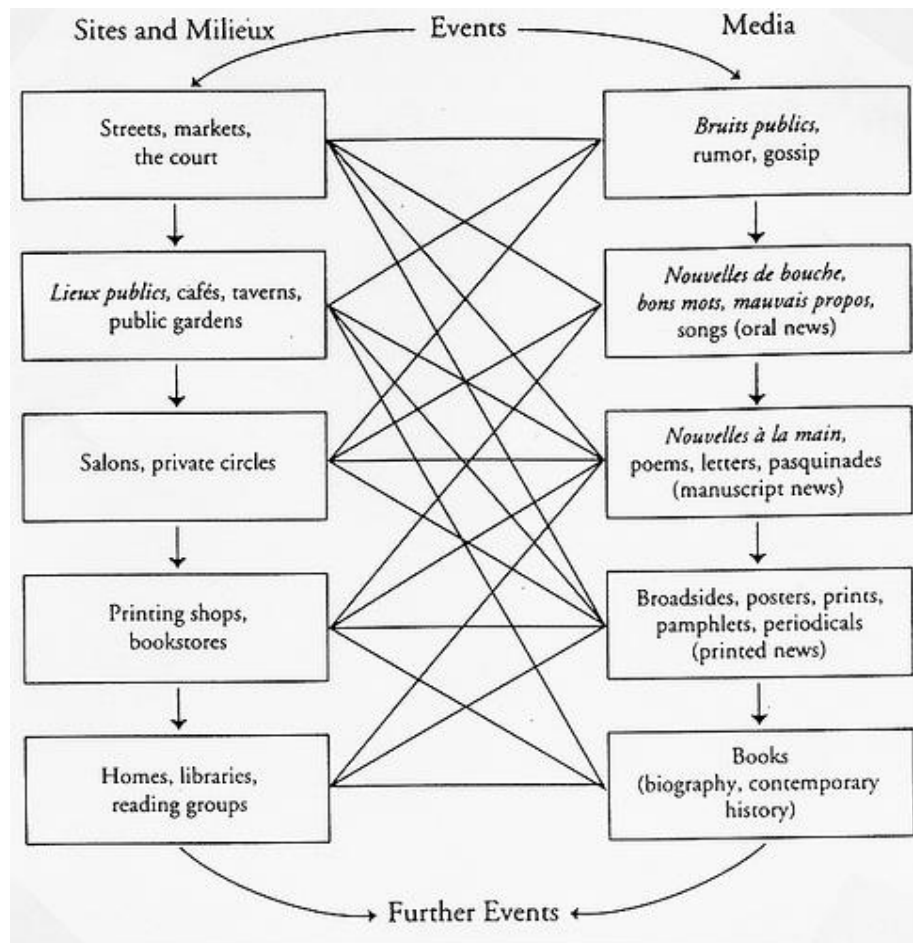 Sites and Milieux
Events
Media
Streets, markets,
the court
Bruits publics,
rumor, gossip
Lieux publics, cafés, taverns,
public gardens
Nouvelles de bouche,
bons mots, mauvais propos,
songs (oral news)
Salons, private circles
Nouvelles à la main,
poems, letters, pasquinades
(manuscript news)
Printing shops,
bookstores
Broadsides, posters, prints,
pamphlets, periodicals
(printed news)
Homes, libraries,
reading groups
Books
(biography, contemporary
history)
Further Events